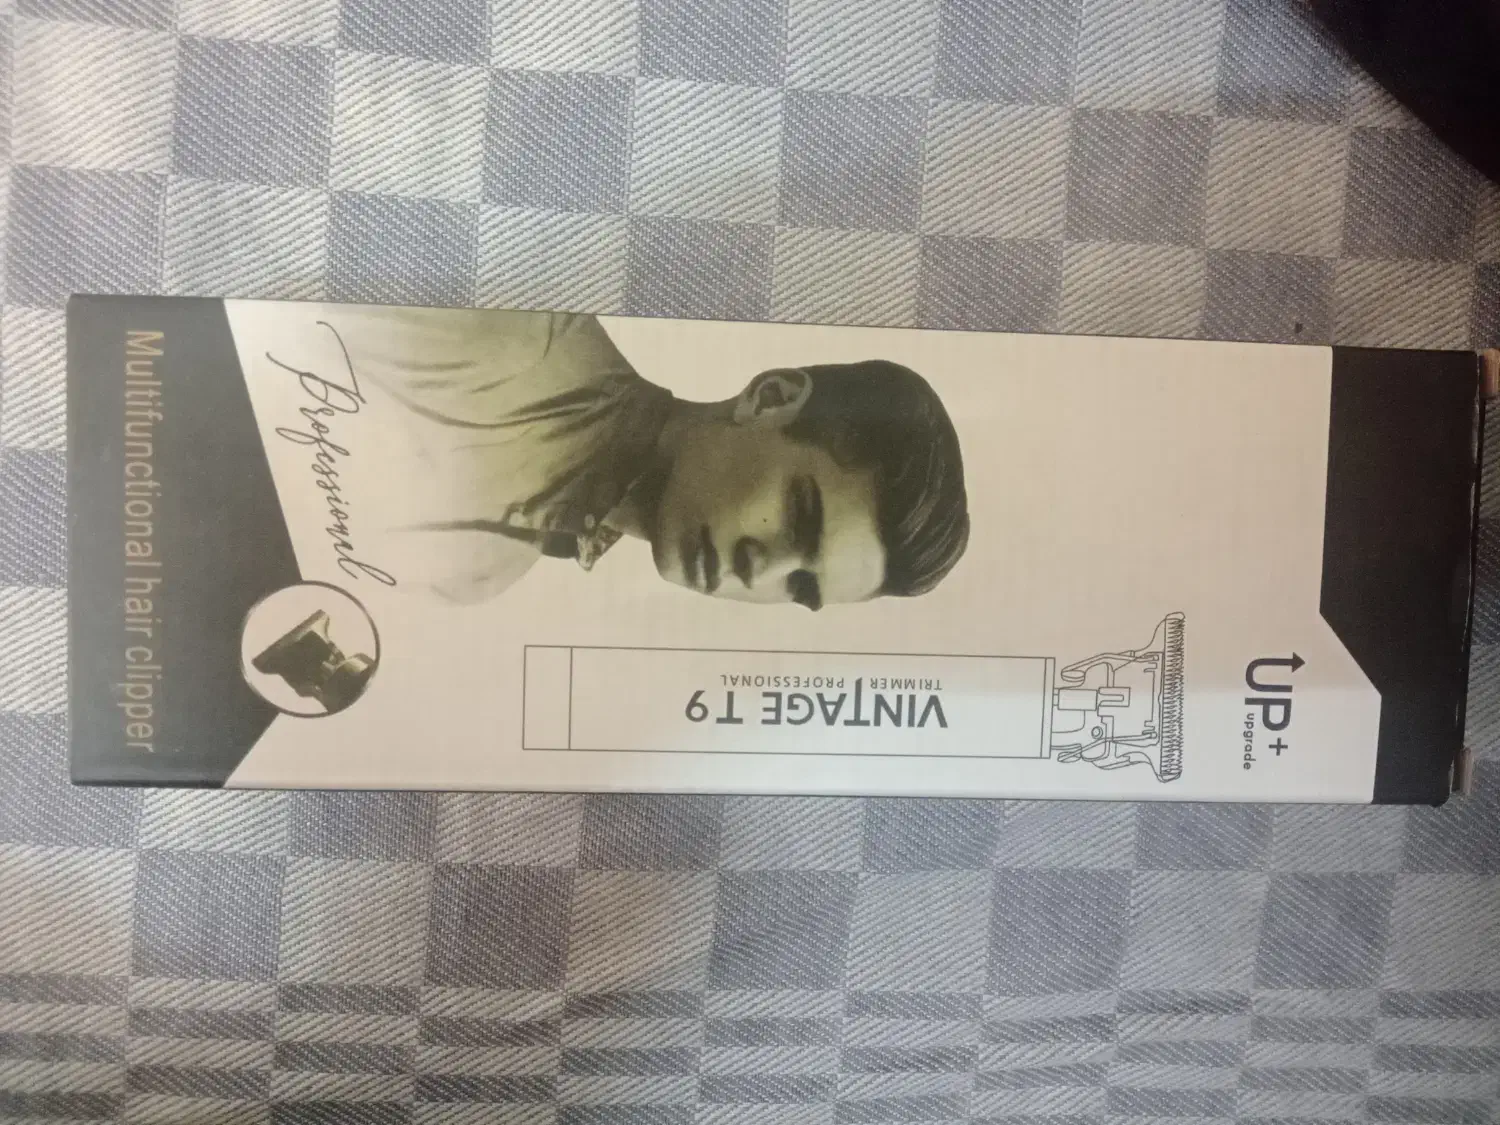 UP+
upgrade
VINTAGE T9
TRIMMER PROFESSIONAL
Professional
Multifunctional hair clipper